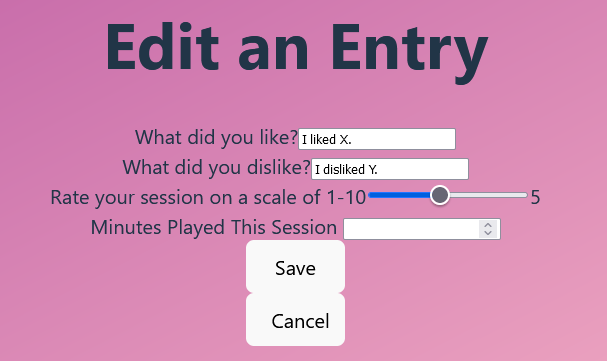 Edit an Entry
What did you like? I liked X.
What did you dislike? I disliked Y.
Rate your session on a scale of 1-10 5
Minutes Played This Session
Save
Cancel